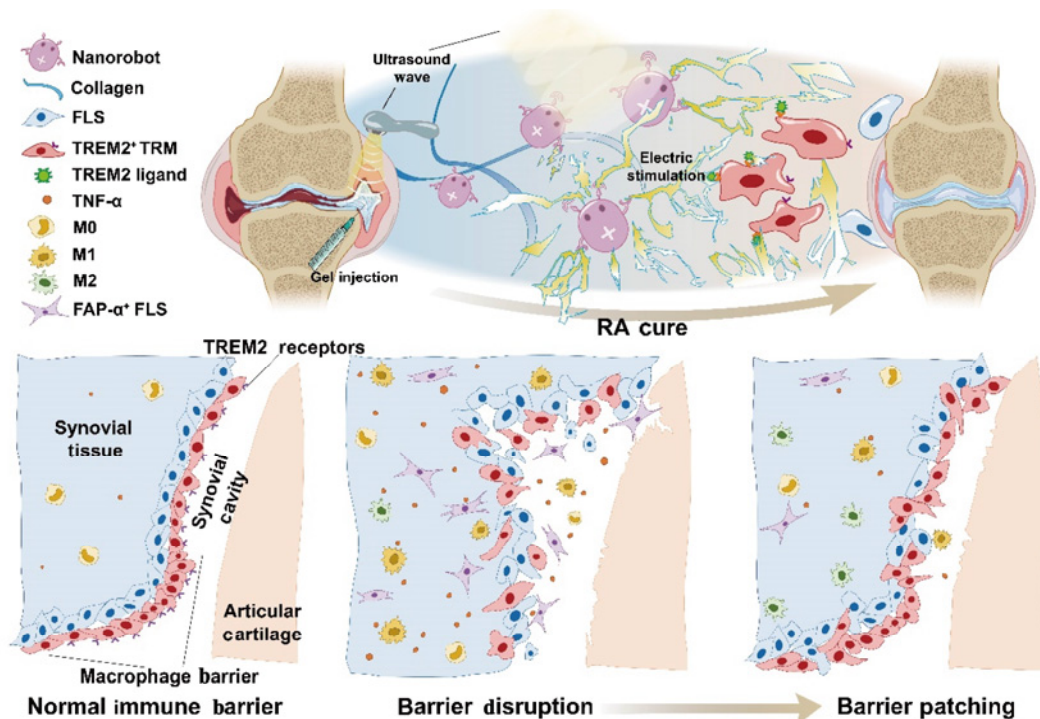 Nanorobot
Collagen
FLS
TREM2⁺ TRM
TREM2 ligand
TNF-α
M0
M1
M2
FAP-α⁺ FLS
Ultrasound
wave
Gel injection
Electric
stimulation
RA cure
TREM2 receptors
Synovial
tissue
Synovial
cavity
Articular
cartilage
Macrophage barrier
Normal immune barrier
Barrier disruption
Barrier patching